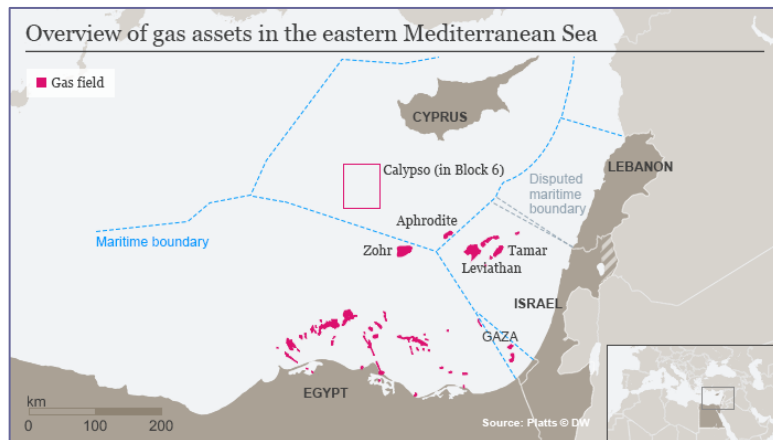 Overview of gas assets in the eastern Mediterranean Sea
Gas field
CYPRUS
Calypso (in Block 6)
LEBANON
Disputed
maritime
boundary
Aphrodite
Maritime boundary
Zohr
Tamar
Leviathan
ISRAEL
GAZA
EGYPT
km
0 100 200
Source: Platts © DW